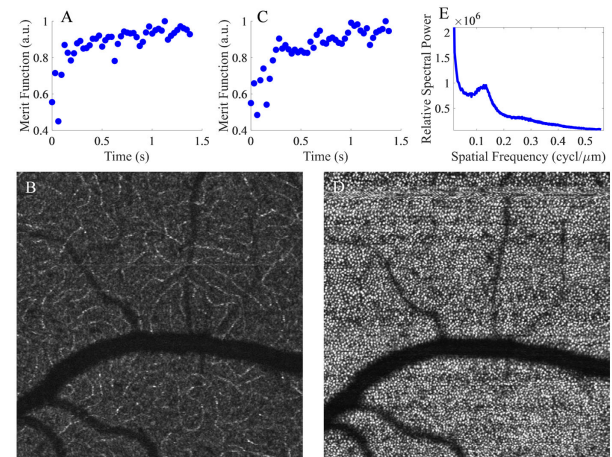 A
C
E
Merit Function (a.u.)
1
0.8
0.6
0.4
0
0.5
1
1.5
Time (s)
Merit Function (a.u.)
1
0.8
0.6
0.4
0
0.5
1
1.5
Time (s)
Relative Spectral Power
×10⁶
2
1.5
1
0.5
0.1
0.2
0.3
0.4
0.5
Spatial Frequency (cycl/μm)
B
D